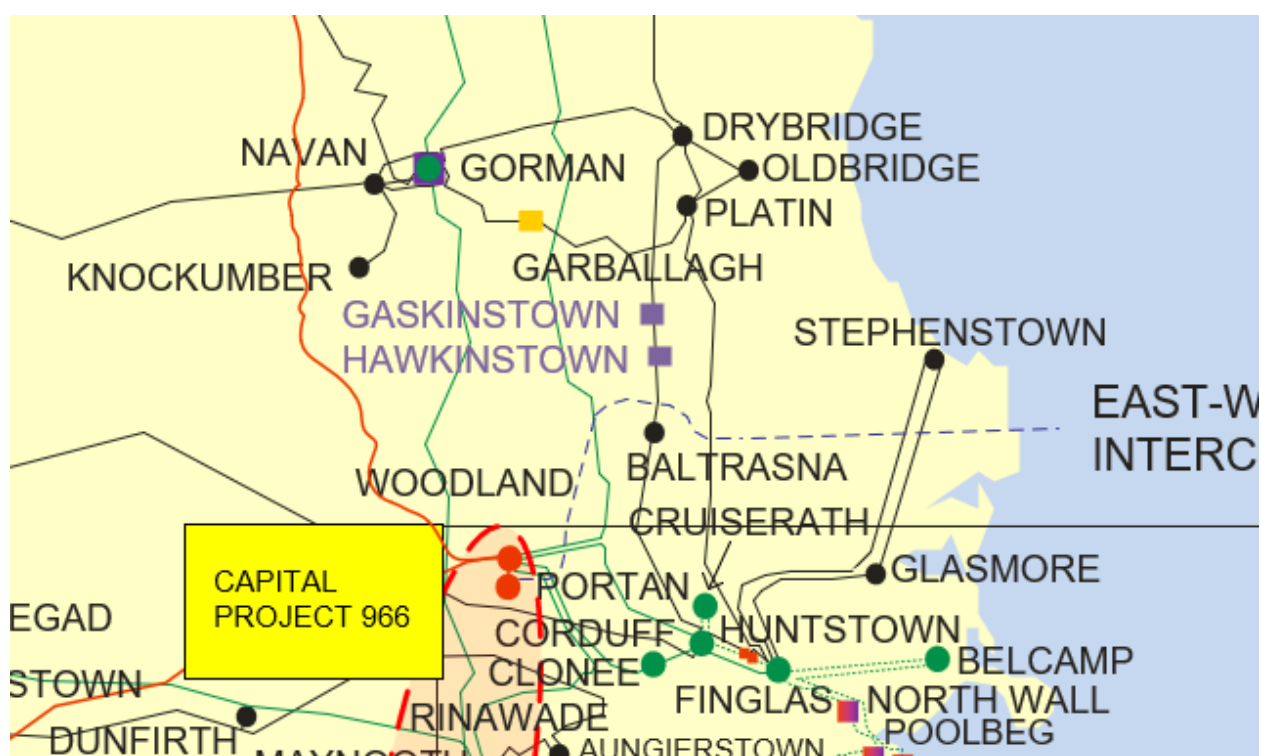 DRYBRIDGE
NAVAN
GORMAN
OLDBRIDGE
PLATIN
KNOCKUMBER
GARBALLAGH
GASKINSTOWN
STEPHENSTOWN
HAWKINSTOWN
EAST-W
INTERC
BALTRASNA
WOODLAND
CRUISERATH
CAPITAL
PROJECT 966
PORTAN
GLASMORE
EGAD
CORDUFF
HUNTSTOWN
CLONEE
BELCAMP
STOWN
FINGLAS
NORTH WALL
RINAWADE
POOLBEG
DUNFIRTH
MAYNOOTH
AUNGIERSTOWN